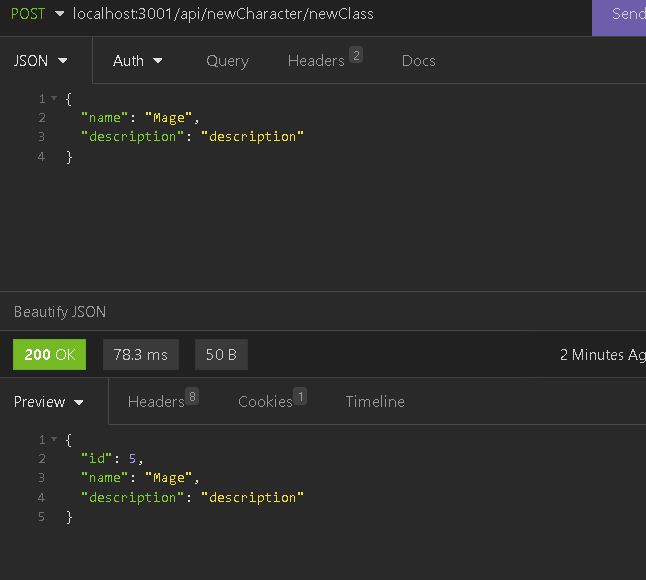 POST localhost:3001/api/newCharacter/newClass Send
JSON Auth Query Headers 2 Docs
1 {
2 "name": "Mage",
3 "description": "description"
4 }
Beautify JSON
200 OK 78.3 ms 50 B 2 Minutes Ag
Preview Headers 8 Cookies 1 Timeline
1 {
2 "id": 5,
3 "name": "Mage",
4 "description": "description"
5 }